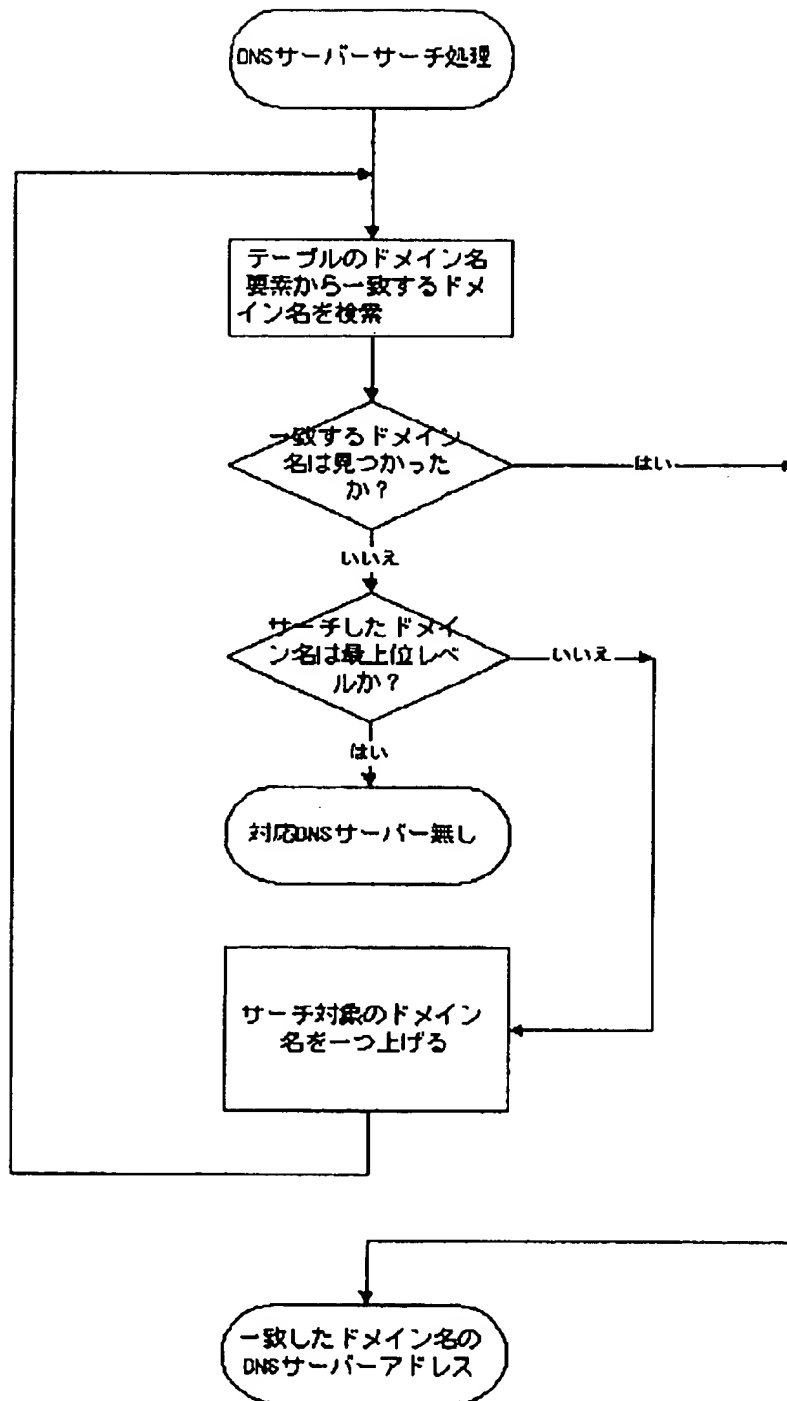 DNSサーバーサーチ処理
テーブルのドメイン名
要素から一致するドメ
イン名を検索
一致するドメイン
名は見つかった
か？
はい
いいえ
サーチしたドメイ
ン名は最上位レベ
ルか？
いいえ
はい
対応DNSサーバー無し
サーチ対象のドメイン
名を一つ上げる
一致したドメイン名の
DNSサーバーアドレス